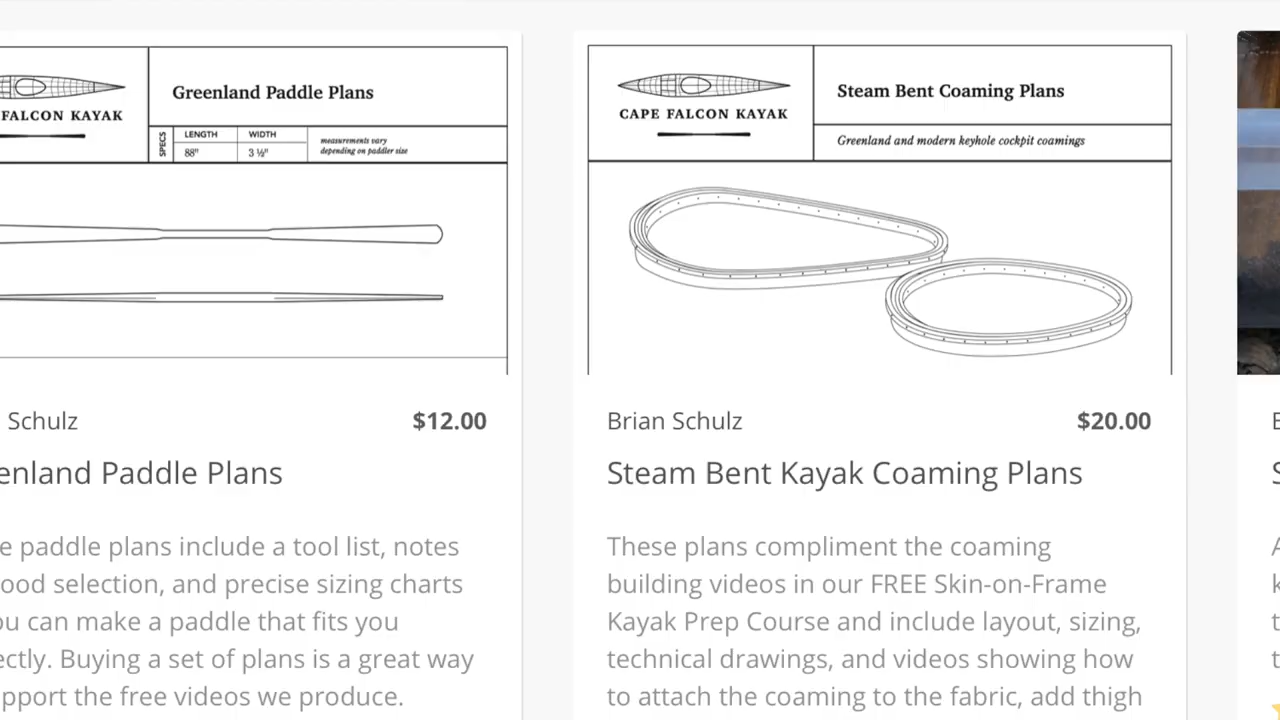 Greenland Paddle Plans
FALCON KAYAK
SPECS
LENGTH WIDTH
88" 3 ½"
measurements vary
depending on paddler size
Schulz $12.00
enland Paddle Plans
e paddle plans include a tool list, notes
ood selection, and precise sizing charts
ou can make a paddle that fits you
ectly. Buying a set of plans is a great way
pport the free videos we produce.
CAPE FALCON KAYAK
Steam Bent Coaming Plans
Greenland and modern keyhole cockpit coamings
Brian Schulz $20.00
Steam Bent Kayak Coaming Plans
These plans compliment the coaming
building videos in our FREE Skin-on-Frame
Kayak Prep Course and include layout, sizing,
technical drawings, and videos showing how
to attach the coaming to the fabric, add thigh